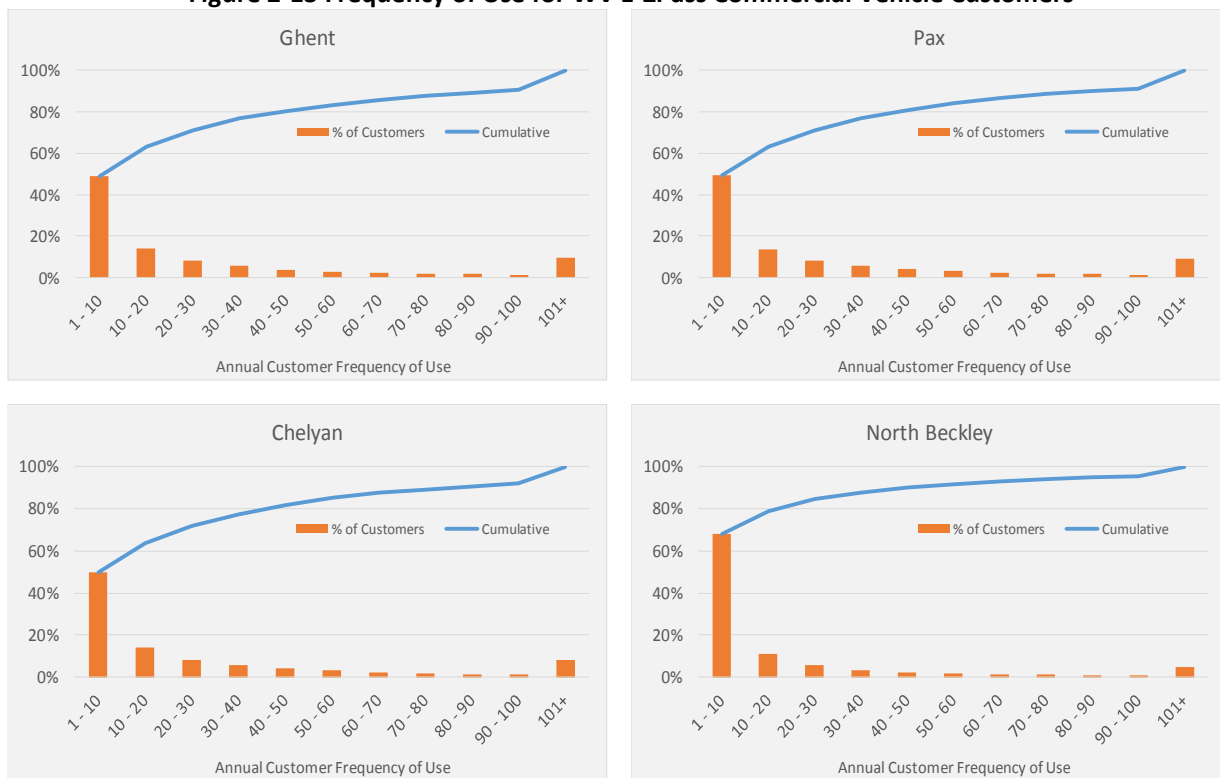 Frequency of Use for Commercial Vehicle Customers
Ghent
100%
80%
60%
40%
20%
0%
% of Customers Cumulative
1 - 10 10 - 20 20 - 30 30 - 40 40 - 50 50 - 60 60 - 70 70 - 80 80 - 90 90 - 100 101+
Annual Customer Frequency of Use
Pax
100%
80%
60%
40%
20%
0%
% of Customers Cumulative
1 - 10 10 - 20 20 - 30 30 - 40 40 - 50 50 - 60 60 - 70 70 - 80 80 - 90 90 - 100 101+
Annual Customer Frequency of Use
Chelyan
100%
80%
60%
40%
20%
0%
% of Customers Cumulative
1 - 10 10 - 20 20 - 30 30 - 40 40 - 50 50 - 60 60 - 70 70 - 80 80 - 90 90 - 100 101+
Annual Customer Frequency of Use
North Beckley
100%
80%
60%
40%
20%
0%
% of Customers Cumulative
1 - 10 10 - 20 20 - 30 30 - 40 40 - 50 50 - 60 60 - 70 70 - 80 80 - 90 90 - 100 101+
Annual Customer Frequency of Use